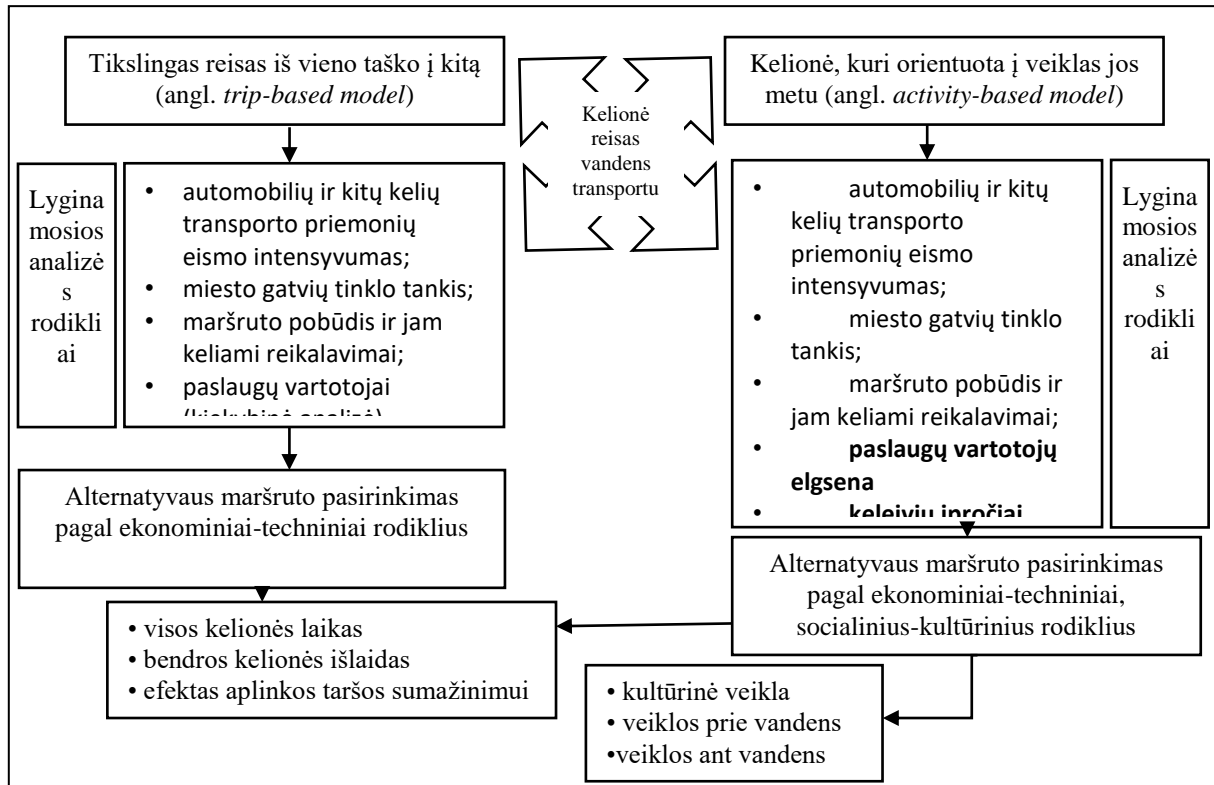 Tikslingas reisas iš vieno taško į kitą
(angl. trip-based model)
Kelionė
reisas
vandens
transportu
Kelionė, kuri orientuota į veiklas jos
metu (angl. activity-based model)
Lygina
mosios
analizė
s
rodikli
ai
• automobilių ir kitų kelių
transporto priemonių
eismo intensyvumas;
• miesto gatvių tinklo tankis;
• maršruto pobūdis ir jam
keliami reikalavimai;
• paslaugų vartotojai
(kiekybinė analizė)
• automobilių ir kitų
kelių transporto
priemonių eismo
intensyvumas;
• miesto gatvių tinklo
tankis;
• maršruto pobūdis ir
jam keliami reikalavimai;
• paslaugų vartotojų
elgsena
• keleivių įpročiai
Lygina
mosios
analizė
s
rodikli
ai
Alternatyvaus maršruto pasirinkimas
pagal ekonominiai-techniniai rodiklius
Alternatyvaus maršruto pasirinkimas
pagal ekonominiai-techniniai,
socialinius-kultūrinius rodiklius
• visos kelionės laikas
• bendros kelionės išlaidas
• efektas aplinkos taršos sumažinimui
• kultūrinė veikla
• veiklos prie vandens
•veiklos ant vandens